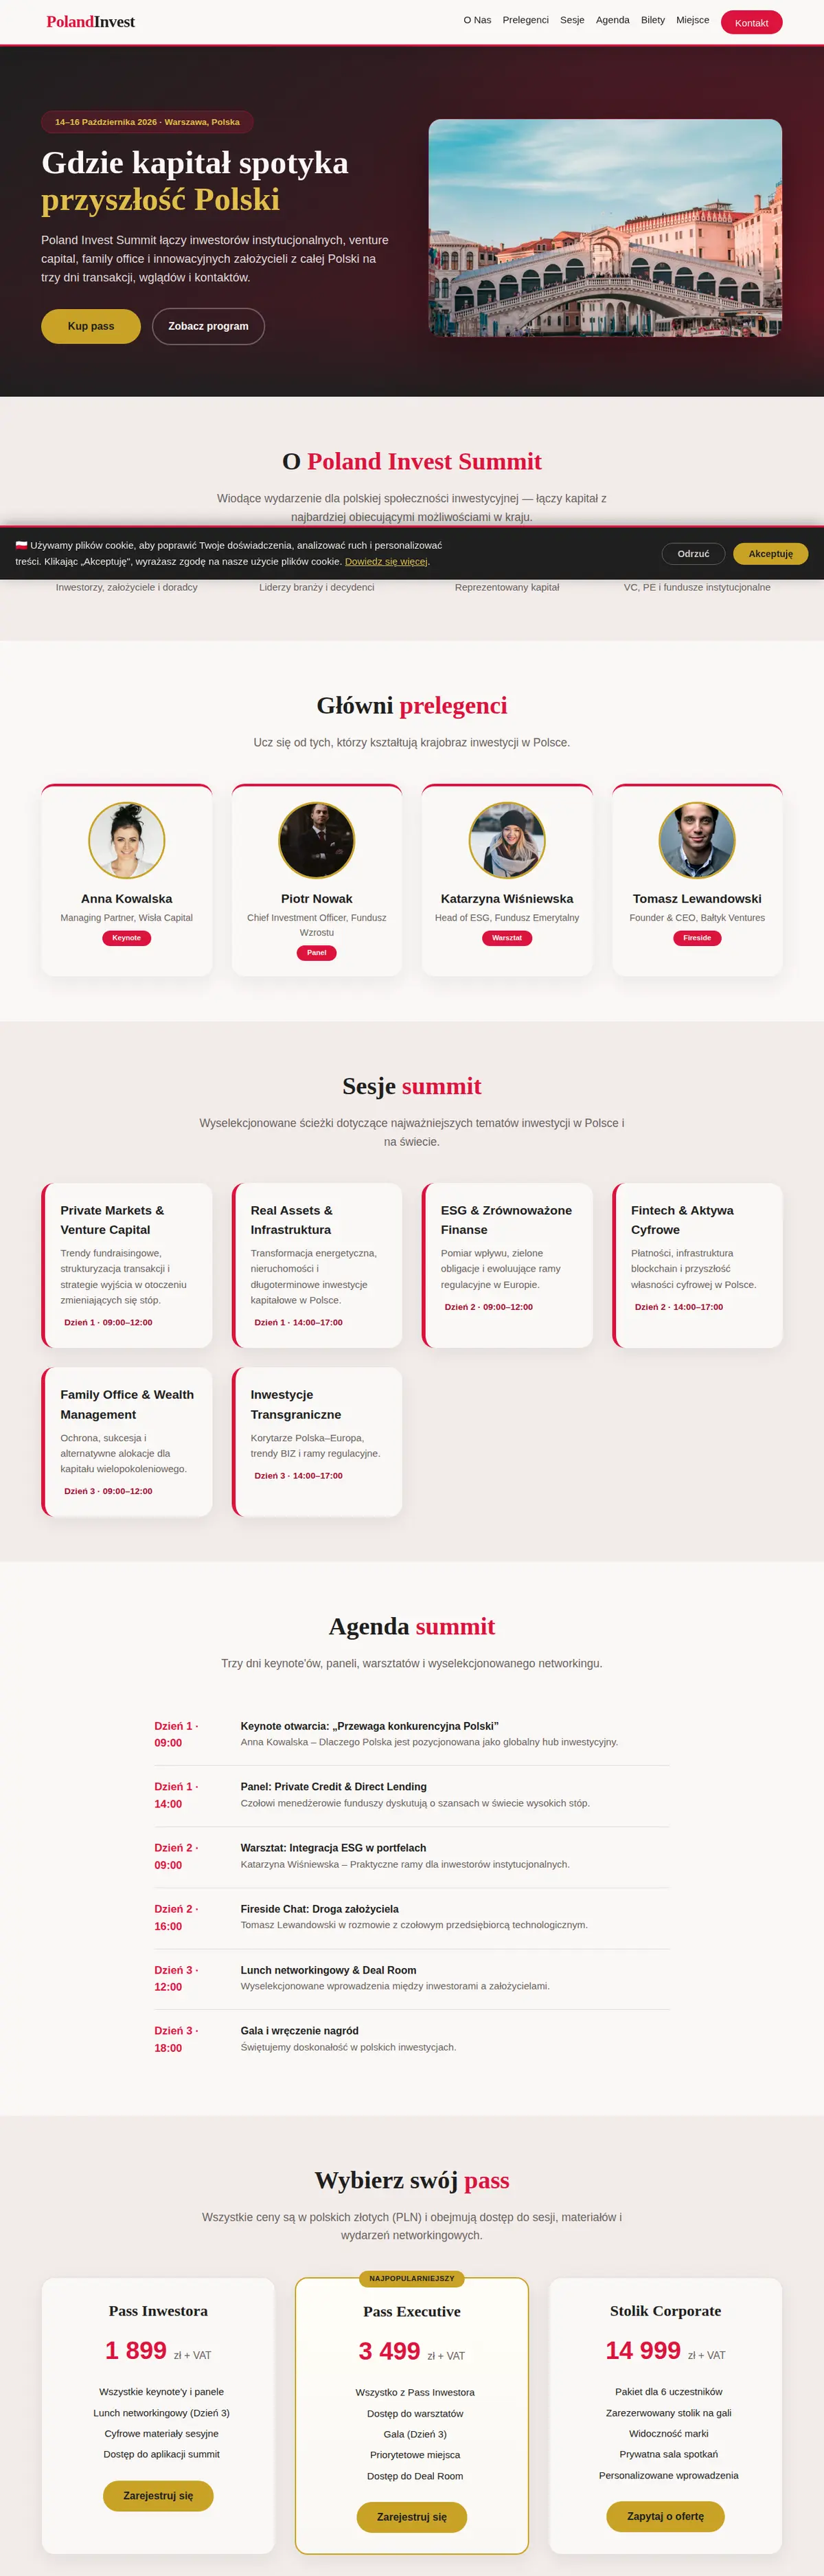 PolandInvest
O Nas Prelegenci Sesje Agenda Bilety Miejsce Kontakt
14–16 Października 2026 · Warszawa, Polska
Gdzie kapitał spotyka
przyszłość Polski
Poland Invest Summit łączy inwestorów instytucjonalnych, venture
capital, family office i innowacyjnych założycieli z całej Polski na
trzy dni transakcji, wglądów i kontaktów.
Kup pass Zobacz program
O Poland Invest Summit
Wiodące wydarzenie dla polskiej społeczności inwestycyjnej — łączy kapitał z
najbardziej obiecującymi możliwościami w kraju.
🇵🇱 Używamy plików cookie, aby poprawić Twoje doświadczenia, analizować ruch i personalizować
treści. Klikając „Akceptuję", wyrażasz zgodę na nasze użycie plików cookie. Dowiedz się więcej.
Odrzuć Akceptuję
Inwestorzy, założyciele i doradcy
Liderzy branży i decydenci
Reprezentowany kapitał
VC, PE i fundusze instytucjonalne
Główni prelegenci
Ucz się od tych, którzy kształtują krajobraz inwestycji w Polsce.
Anna Kowalska
Managing Partner, Wisła Capital
Keynote
Piotr Nowak
Chief Investment Officer, Fundusz
Wzrostu
Panel
Katarzyna Wiśniewska
Head of ESG, Fundusz Emerytalny
Warsztat
Tomasz Lewandowski
Founder & CEO, Bałtyk Ventures
Fireside
Sesje summit
Wyselekcjonowane ścieżki dotyczące najważniejszych tematów inwestycji w Polsce i
na świecie.
Private Markets &
Venture Capital
Trendy fundraisingowe,
strukturyzacja transakcji i
strategie wyjścia w otoczeniu
zmieniających się stóp.
Dzień 1 · 09:00–12:00
Real Assets &
Infrastruktura
Transformacja energetyczna,
nieruchomości i
długoterminowe inwestycje
kapitałowe w Polsce.
Dzień 1 · 14:00–17:00
ESG & Zrównoważone
Finanse
Pomiar wpływu, zielone
obligacje i ewoluujące ramy
regulacyjne w Europie.
Dzień 2 · 09:00–12:00
Fintech & Aktywa
Cyfrowe
Płatności, infrastruktura
blockchain i przyszłość
własności cyfrowej w Polsce.
Dzień 2 · 14:00–17:00
Family Office & Wealth
Management
Ochrona, sukcesja i
alternatywne alokacje dla
kapitału wielopokoleniowego.
Dzień 3 · 09:00–12:00
Inwestycje
Transgraniczne
Korytarze Polska–Europa,
trendy BIZ i ramy regulacyjne.
Dzień 3 · 14:00–17:00
Agenda summit
Trzy dni keynote'ów, paneli, warsztatów i wyselekcjonowanego networkingu.
Dzień 1 ·
09:00
Keynote otwarcia: „Przewaga konkurencyjna Polski”
Anna Kowalska – Dlaczego Polska jest pozycjonowana jako globalny hub inwestycyjny.
Dzień 1 ·
14:00
Panel: Private Credit & Direct Lending
Czołowi menedżerowie funduszy dyskutują o szansach w świecie wysokich stóp.
Dzień 2 ·
09:00
Warsztat: Integracja ESG w portfelach
Katarzyna Wiśniewska – Praktyczne ramy dla inwestorów instytucjonalnych.
Dzień 2 ·
16:00
Fireside Chat: Droga założyciela
Tomasz Lewandowski w rozmowie z czołowym przedsiębiorcą technologicznym.
Dzień 3 ·
12:00
Lunch networkingowy & Deal Room
Wyselekcjonowane wprowadzenia między inwestorami a założycielami.
Dzień 3 ·
18:00
Gala i wręczenie nagród
Świętujemy doskonałość w polskich inwestycjach.
Wybierz swój pass
Wszystkie ceny są w polskich złotych (PLN) i obejmują dostęp do sesji, materiałów i
wydarzeń networkingowych.
Pass Inwestora
1 899 zł + VAT
Wszystkie keynote'y i panele
Lunch networkingowy (Dzień 3)
Cyfrowe materiały sesyjne
Dostęp do aplikacji summit
Zarejestruj się
NAJPOPULARNIEJSZY
Pass Executive
3 499 zł + VAT
Wszystko z Pass Inwestora
Dostęp do warsztatów
Gala (Dzień 3)
Priorytetowe miejsca
Dostęp do Deal Room
Zarejestruj się
Stolik Corporate
14 999 zł + VAT
Pakiet dla 6 uczestników
Zarezerwowany stolik na gali
Widoczność marki
Prywatna sala spotkań
Personalizowane wprowadzenia
Zapytaj o ofertę